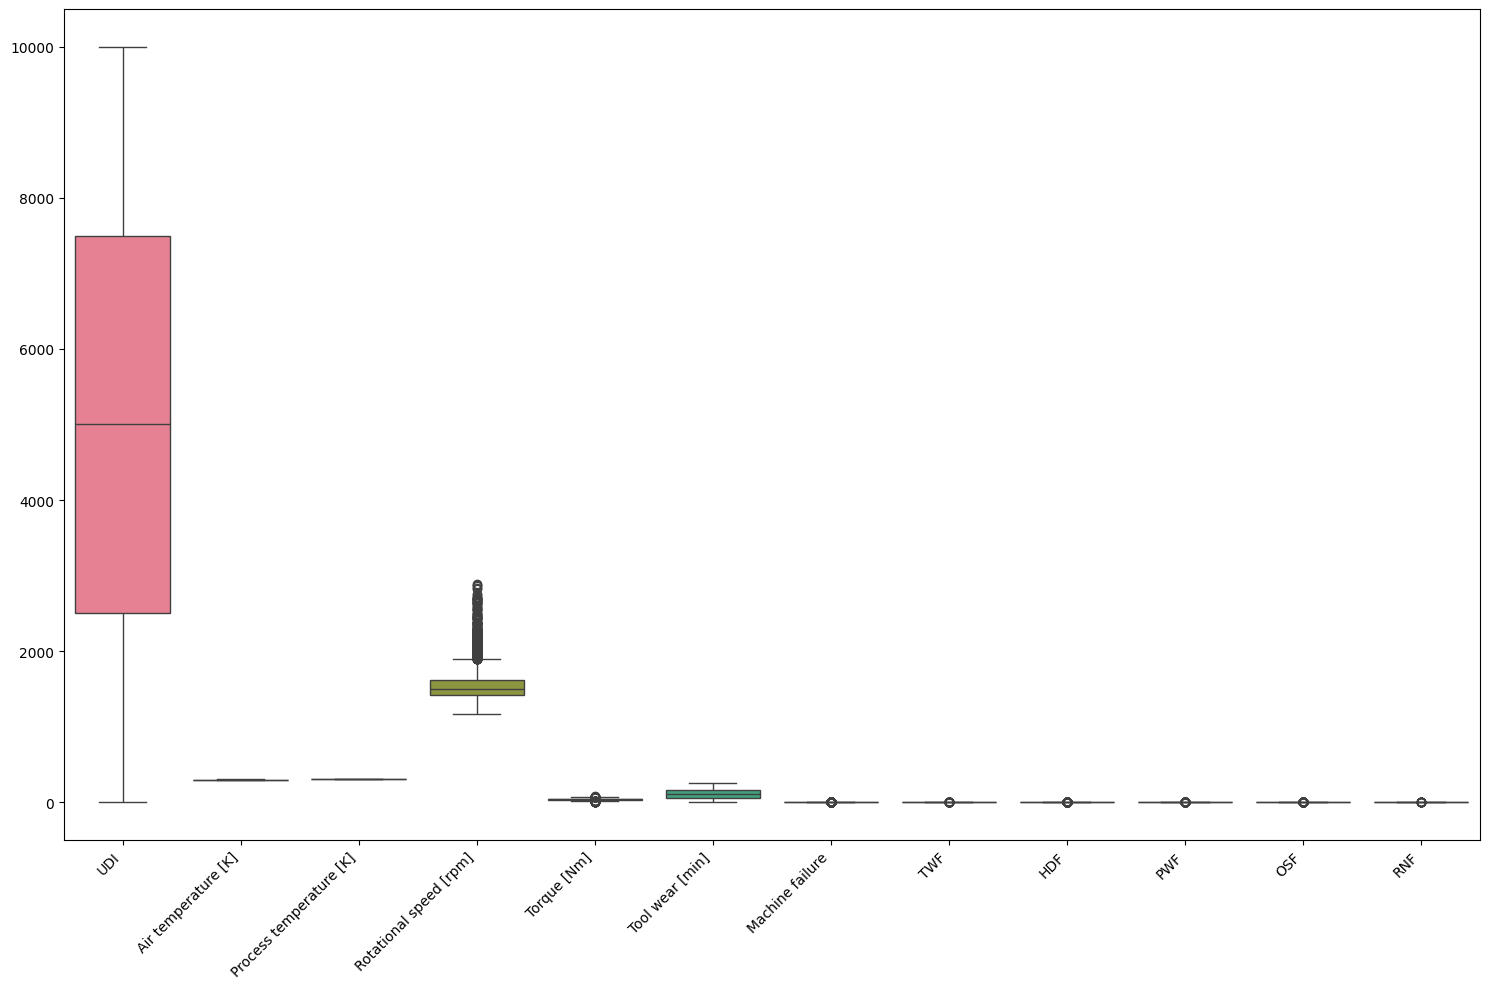 10000
8000
6000
4000
2000
0
UDI
Air temperature [K]
Process temperature [K]
Rotational speed [rpm]
Torque [Nm]
Tool wear [min]
Machine failure
TWF
HDF
PWF
OSF
RNF